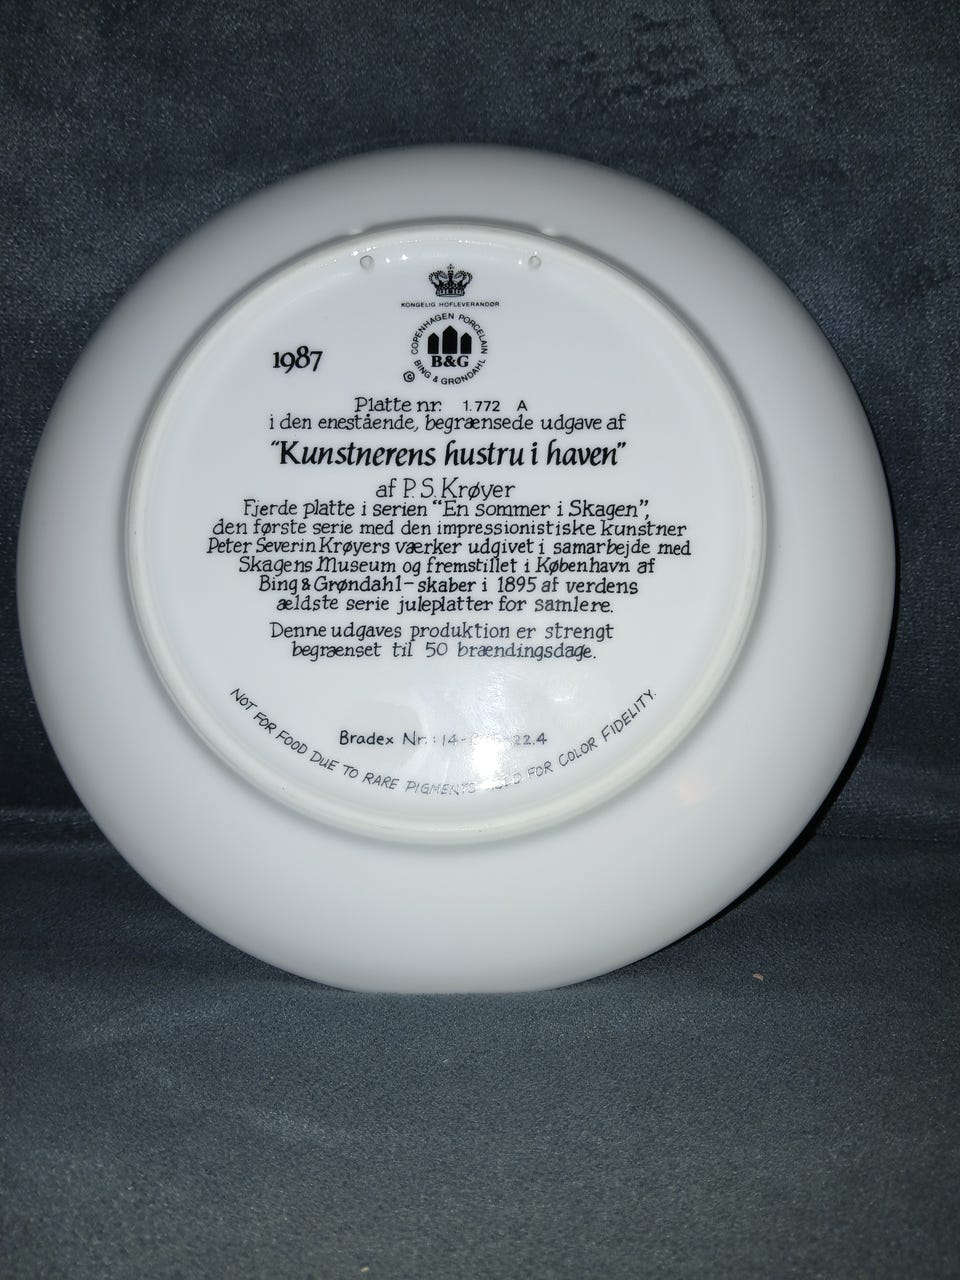 KONGELIG HOFLEVERANDØR
COPENHAGEN PORCELAIN
B&G
© BING & GRØNDAHL
1987
Platte nr. 1.772 A
i den enestående, begrænsede udgave af
"Kunstnerens hustru i haven"
af P. S. Krøyer
Fjerde platte i serien "En sommer i Skagen",
den første serie med den impressionistiske kunstner
Peter Severin Krøyers værker udgivet i samarbejde med
Skagens Museum og fremstillet i København af
Bing & Grøndahl - skaber i 1895 af verdens
ældste serie juleplatter for samlere.
Denne udgaves produktion er strengt
begrænset til 50 brændingsdage.
Bradex Nr.: 14- 22.4
NOT FOR FOOD DUE TO RARE PIGMENTS FOR COLOR FIDELITY.